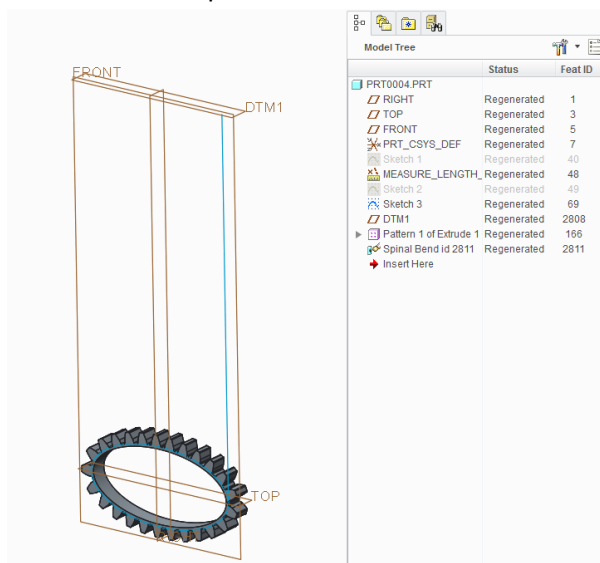 Model Tree
Status Feat ID
PRT0004.PRT
RIGHT Regenerated 1
TOP Regenerated 3
FRONT Regenerated 5
PRT_CSYS_DEF Regenerated 7
Sketch 1 Regenerated 40
MEASURE_LENGTH_ Regenerated 48
Sketch 2 Regenerated 49
Sketch 3 Regenerated 69
DTM1 Regenerated 2808
Pattern 1 of Extrude 1 Regenerated 166
Spinal Bend id 2811 Regenerated 2811
Insert Here
FRONT
DTM1
TOP